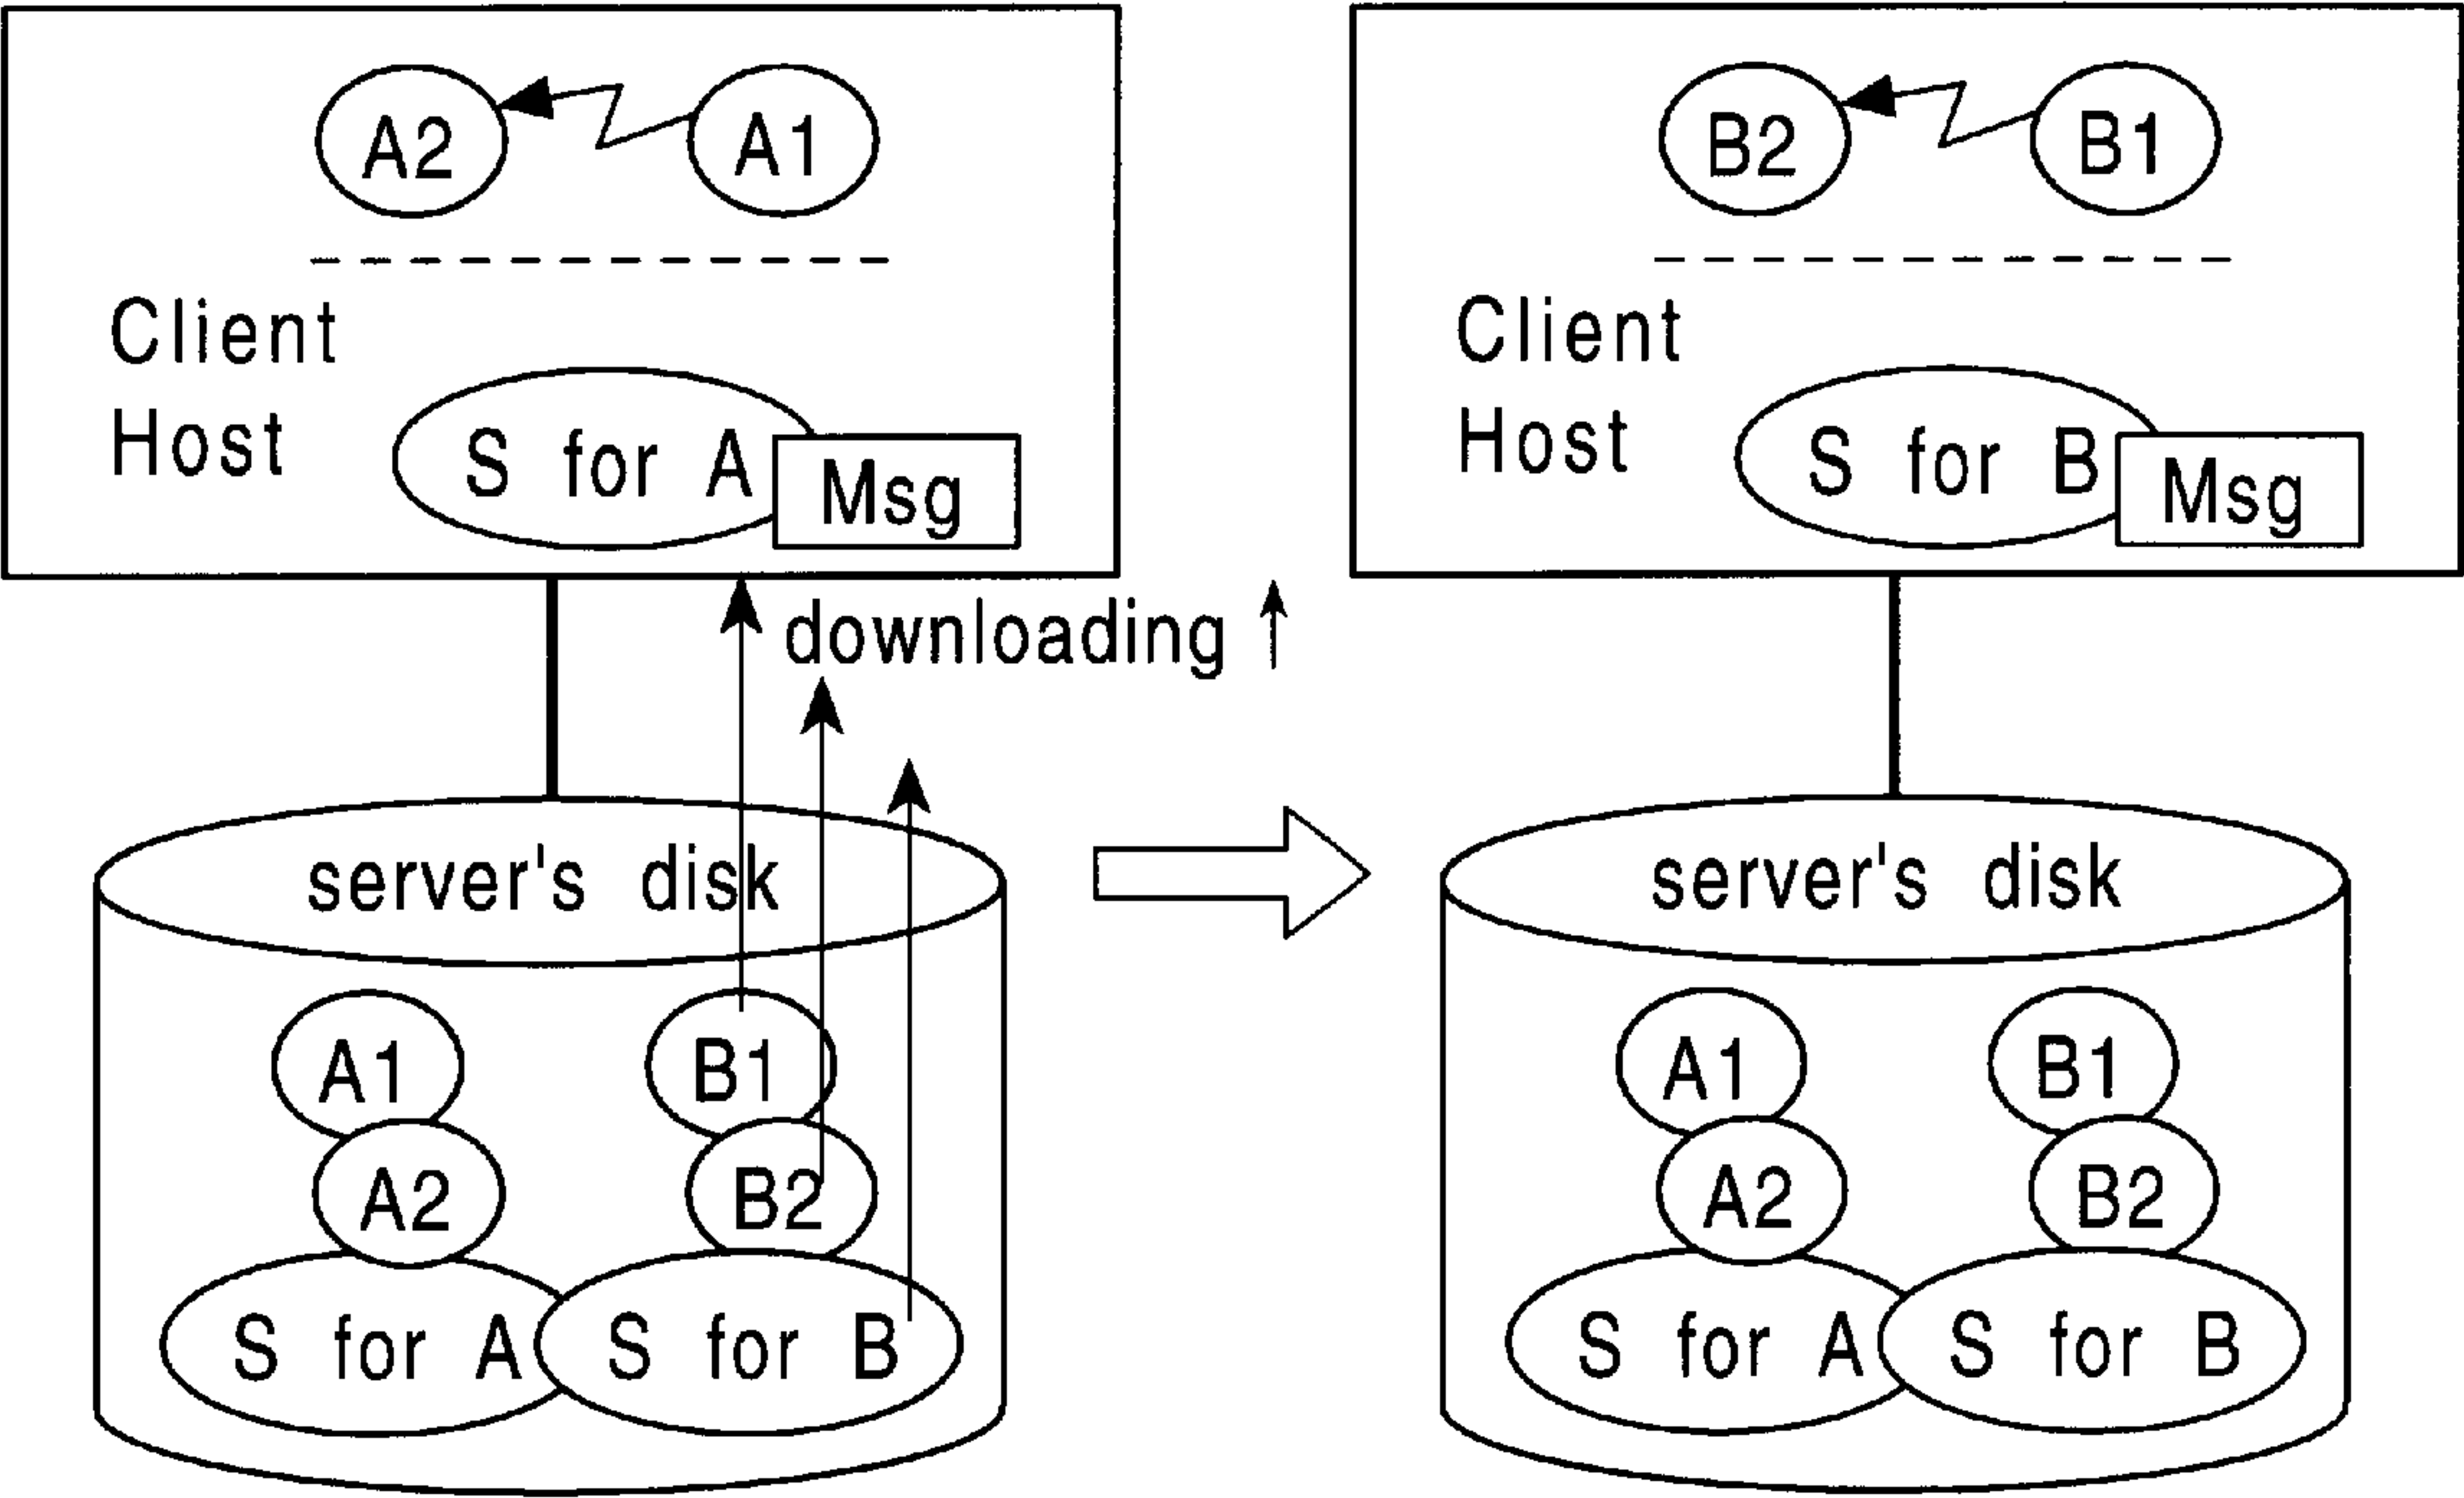 A2
A1
Client
Host
S for A
Msg
downloading
server's disk
A1
B1
A2
B2
S for A
S for B
B2
B1
Client
Host
S for B
Msg
server's disk
A1
B1
A2
B2
S for A
S for B